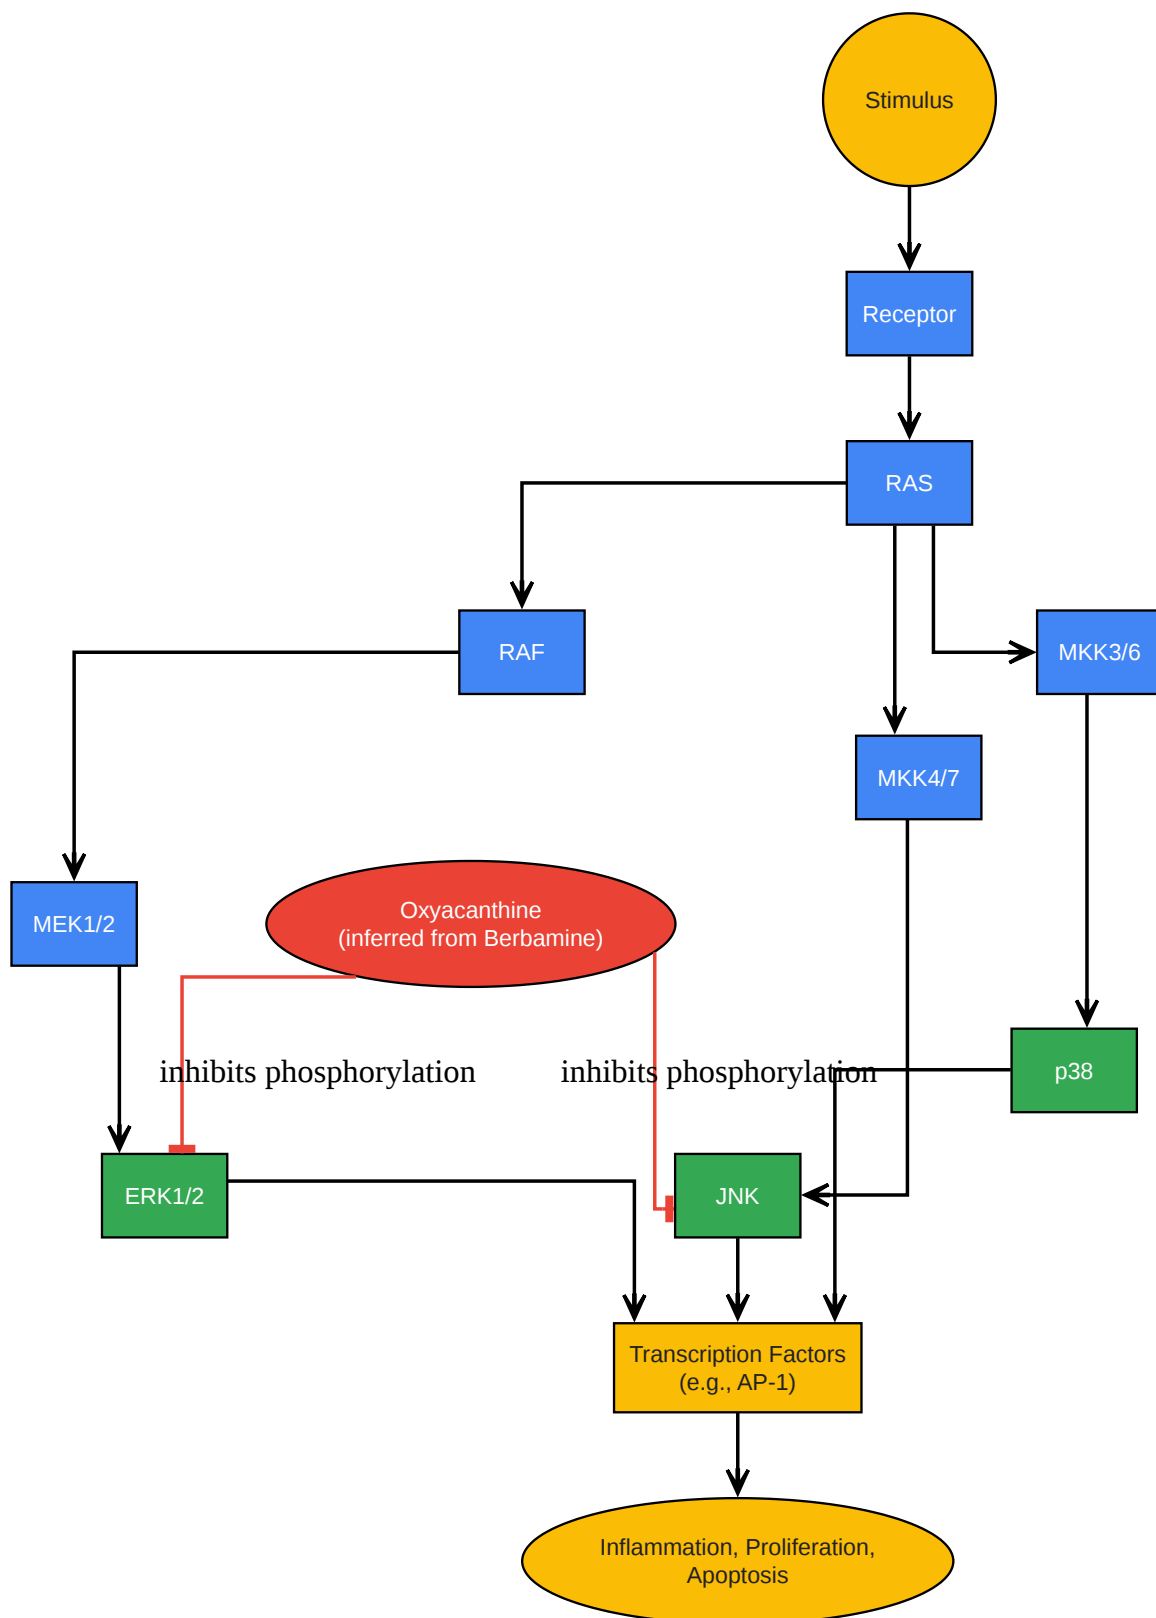 Stimulus
Receptor
RAS
RAF
MKK3/6
MKK4/7
Oxyacanthine
(inferred from Berbamine)
MEK1/2
inhibits phosphorylation
inhibits phosphorylation
p38
ERK1/2
JNK
Transcription Factors
(e.g., AP-1)
Inflammation, Proliferation,
Apoptosis